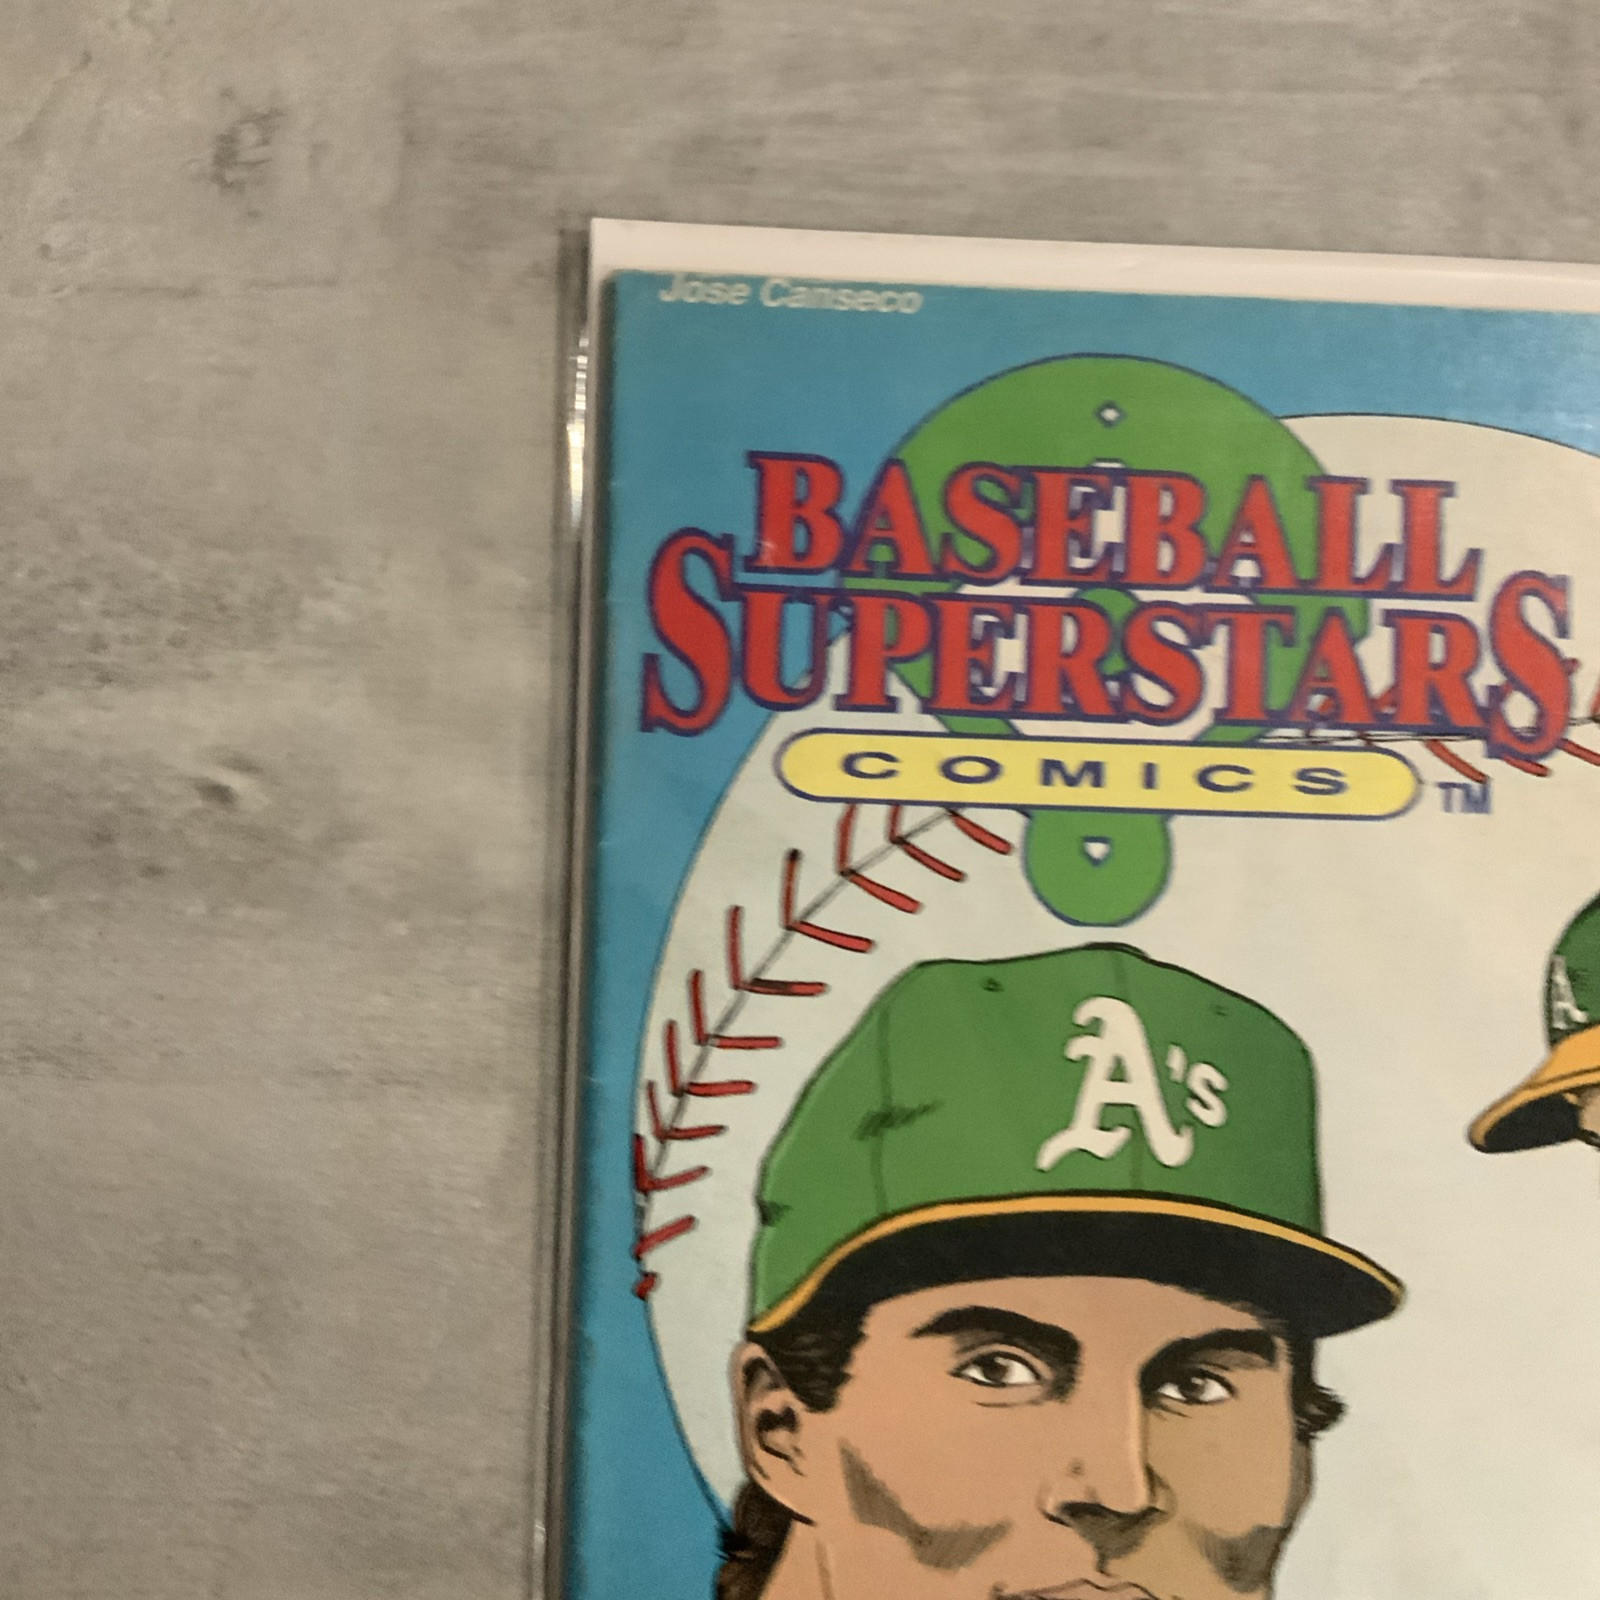 Jose Canseco
BASEBALL
SUPERSTARS
COMICS TM
A's
A